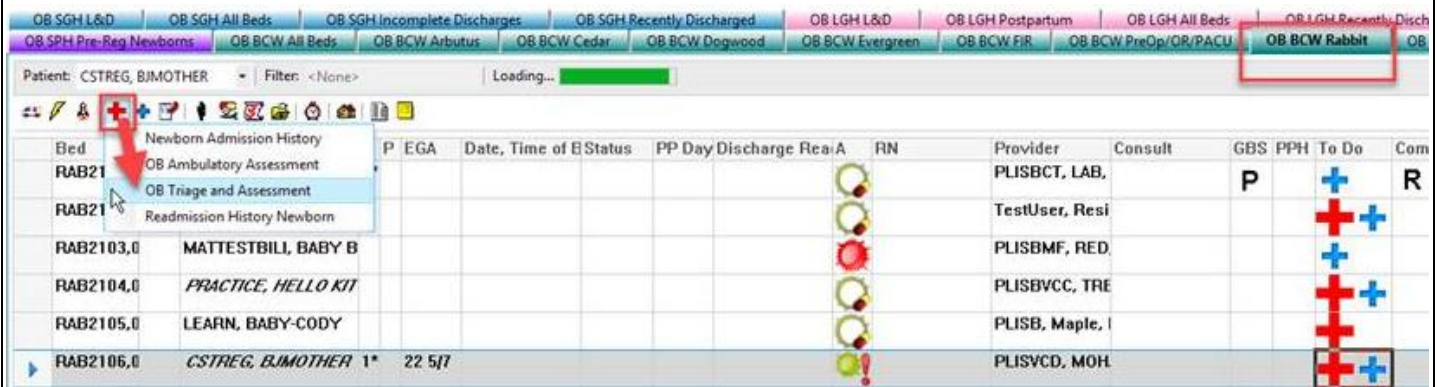 OB SGH L&D OB SGH All Beds OB SGH Incomplete Discharges OB SGH Recently Discharged OB LGH L&D OB LGH Postpartum OB LGH All Beds OB LGH Recently Disch
OB SPH Pre-Reg Newborns OB BCW All Beds OB BCW Arbutus OB BCW Cedar OB BCW Dogwood OB BCW Evergreen OB BCW FIR OB BCW PreOp/OR/PACU OB BCW Rabbit OB
Patient: CSTREG, BJMOTHER Filter: <None> Loading...
Newborn Admission History
OB Ambulatory Assessment
OB Triage and Assessment
Readmission History Newborn
Bed P EGA Date, Time of B Status PP Day Discharge Rea A RN Provider Consult GBS PPH To Do Com
RAB21 PLISBCT, LAB, P R
RAB21 TestUser, Resi
RAB2103,0 MATTESTBILI, BABY B PLISBMF, RED,
RAB2104,0 PRACTICE, HELLO KIT PLISBVCC, TRE
RAB2105,0 LEARN, BABY-CODY PLISB, Maple,
RAB2106,0 CSTREG, BJMOTHER 1* 22 5/7 PLISVCD, MOH.